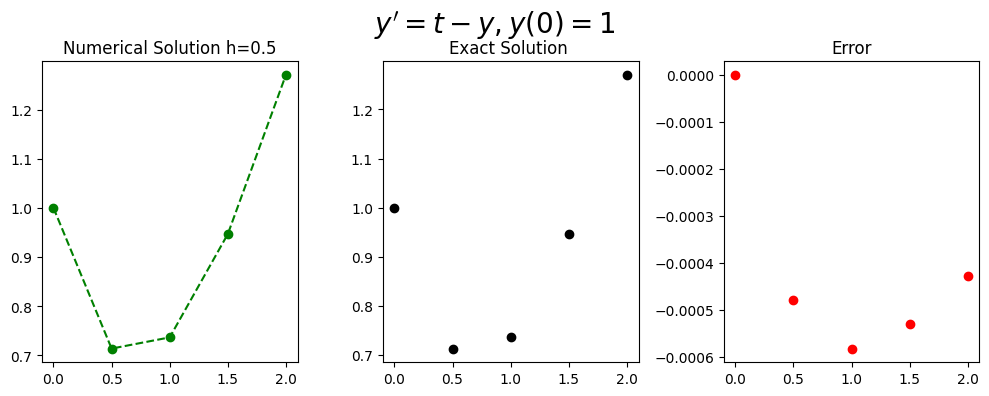 y′ = t − y, y(0) = 1
Numerical Solution h=0.5
1.2
1.1
1.0
0.9
0.8
0.7
0.0 0.5 1.0 1.5 2.0
Exact Solution
1.2
1.1
1.0
0.9
0.8
0.7
0.0 0.5 1.0 1.5 2.0
Error
0.0000
−0.0001
−0.0002
−0.0003
−0.0004
−0.0005
−0.0006
0.0 0.5 1.0 1.5 2.0